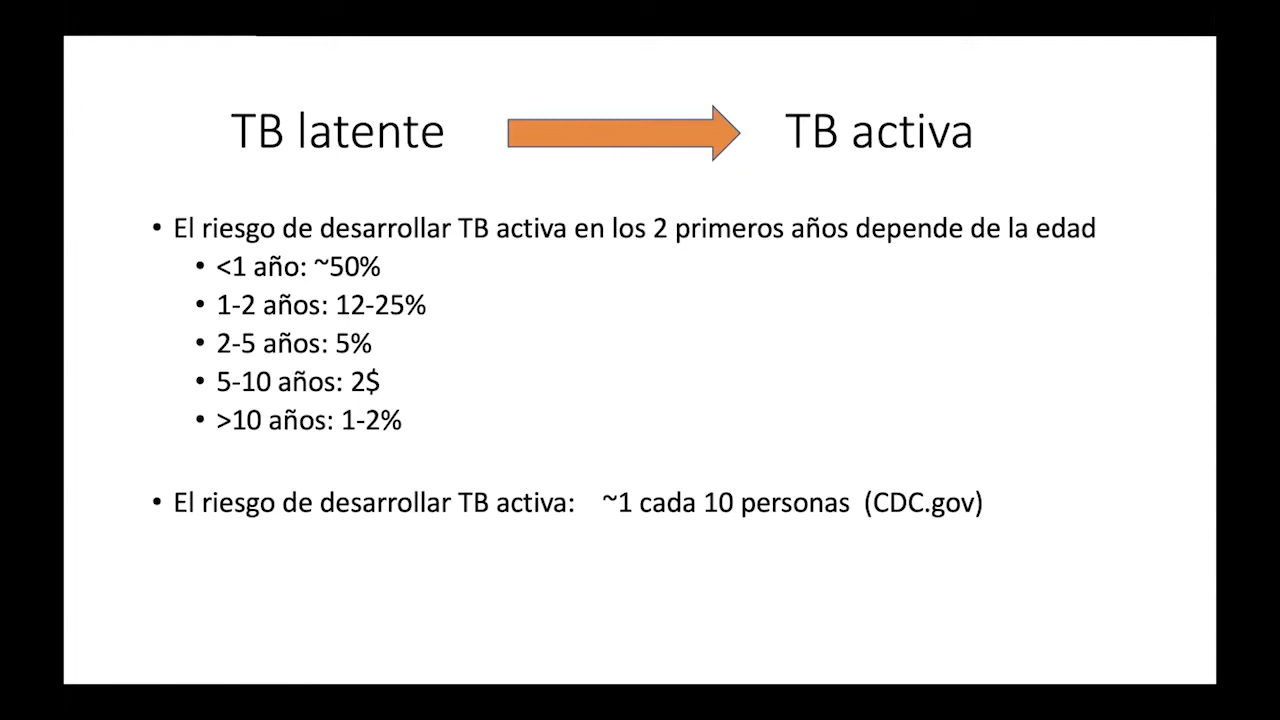 TB latente TB activa
• El riesgo de desarrollar TB activa en los 2 primeros años depende de la edad
• <1 año: ~50%
• 1-2 años: 12-25%
• 2-5 años: 5%
• 5-10 años: 2$
• >10 años: 1-2%
• El riesgo de desarrollar TB activa: ~1 cada 10 personas (CDC.gov)